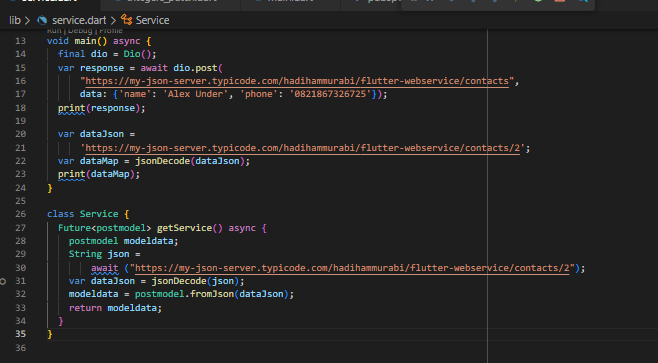 lib > service.dart > Service
Run | Debug | Profile
13 void main() async {
14 final dio = Dio();
15 var response = await dio.post(
16 "https://my-json-server.typicode.com/hadihammurabi/flutter-webservice/contacts",
17 data: {'name': 'Alex Under', 'phone': '0821867326725'});
18 print(response);
19
20 var dataJson =
21 'https://my-json-server.typicode.com/hadihammurabi/flutter-webservice/contacts/2';
22 var dataMap = jsonDecode(dataJson);
23 print(dataMap);
24 }
25
26 class Service {
27 Future<postmodel> getService() async {
28 postmodel modeldata;
29 String json =
30 await ("https://my-json-server.typicode.com/hadihammurabi/flutter-webservice/contacts/2");
31 var dataJson = jsonDecode(json);
32 modeldata = postmodel.fromJson(dataJson);
33 return modeldata;
34 }
35 }
36